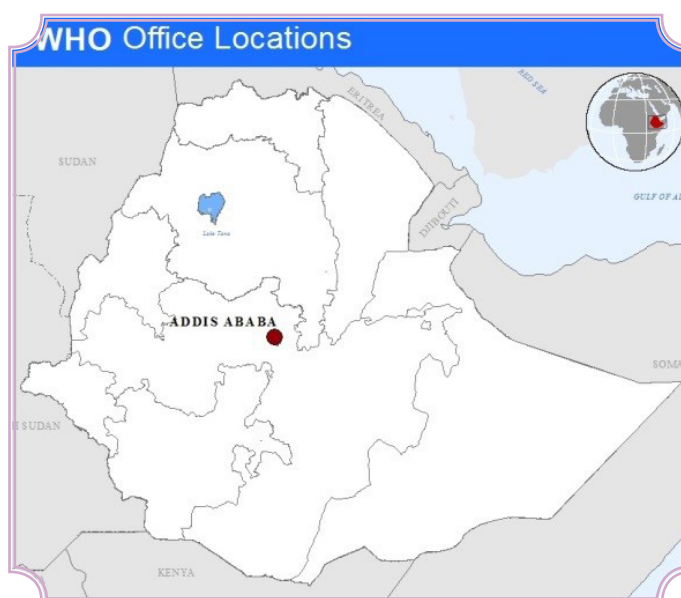 WHO Office Locations
RED SEA
ERITREA
SUDAN
GULF OF A
DJIBOUTI
Lake Tana
ADDIS ABABA
SOMA
H SUDAN
KENYA